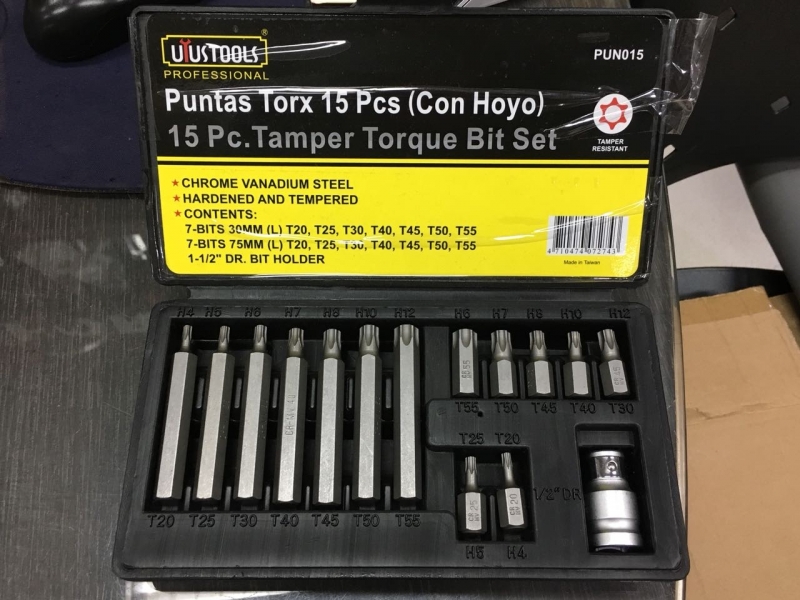 UYUSTOOLS®
PROFESSIONAL
PUN015
Puntas Torx 15 Pcs (Con Hoyo)
15 Pc.Tamper Torque Bit Set
TAMPER
RESISTANT
★CHROME VANADIUM STEEL
★HARDENED AND TEMPERED
★CONTENTS:
7-BITS 30MM (L) T20, T25, T30, T40, T45, T50, T55
7-BITS 75MM (L) T20, T25, T30, T40, T45, T50, T55
1-1/2" DR. BIT HOLDER
4 710474 072743
Made in Taiwan
H4 H5 H6 H7 H8 H10 H12 H6 H7 H8 H10 H12
T55 T50 T45 T40 T30
T25 T20
1/2" DR
T20 T25 T30 T40 T45 T50 T55
H5 H4